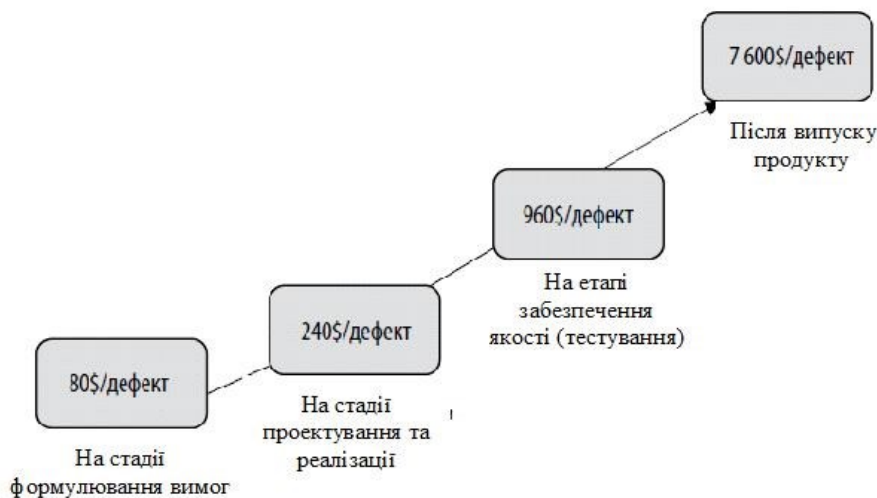 7 600$/дефект
Після випуску
продукту
960$/дефект
На етапі
забезпечення
якості (тестування)
240$/дефект
На стадії
проектування та
реалізації
80$/дефект
На стадії
формулювання вимог